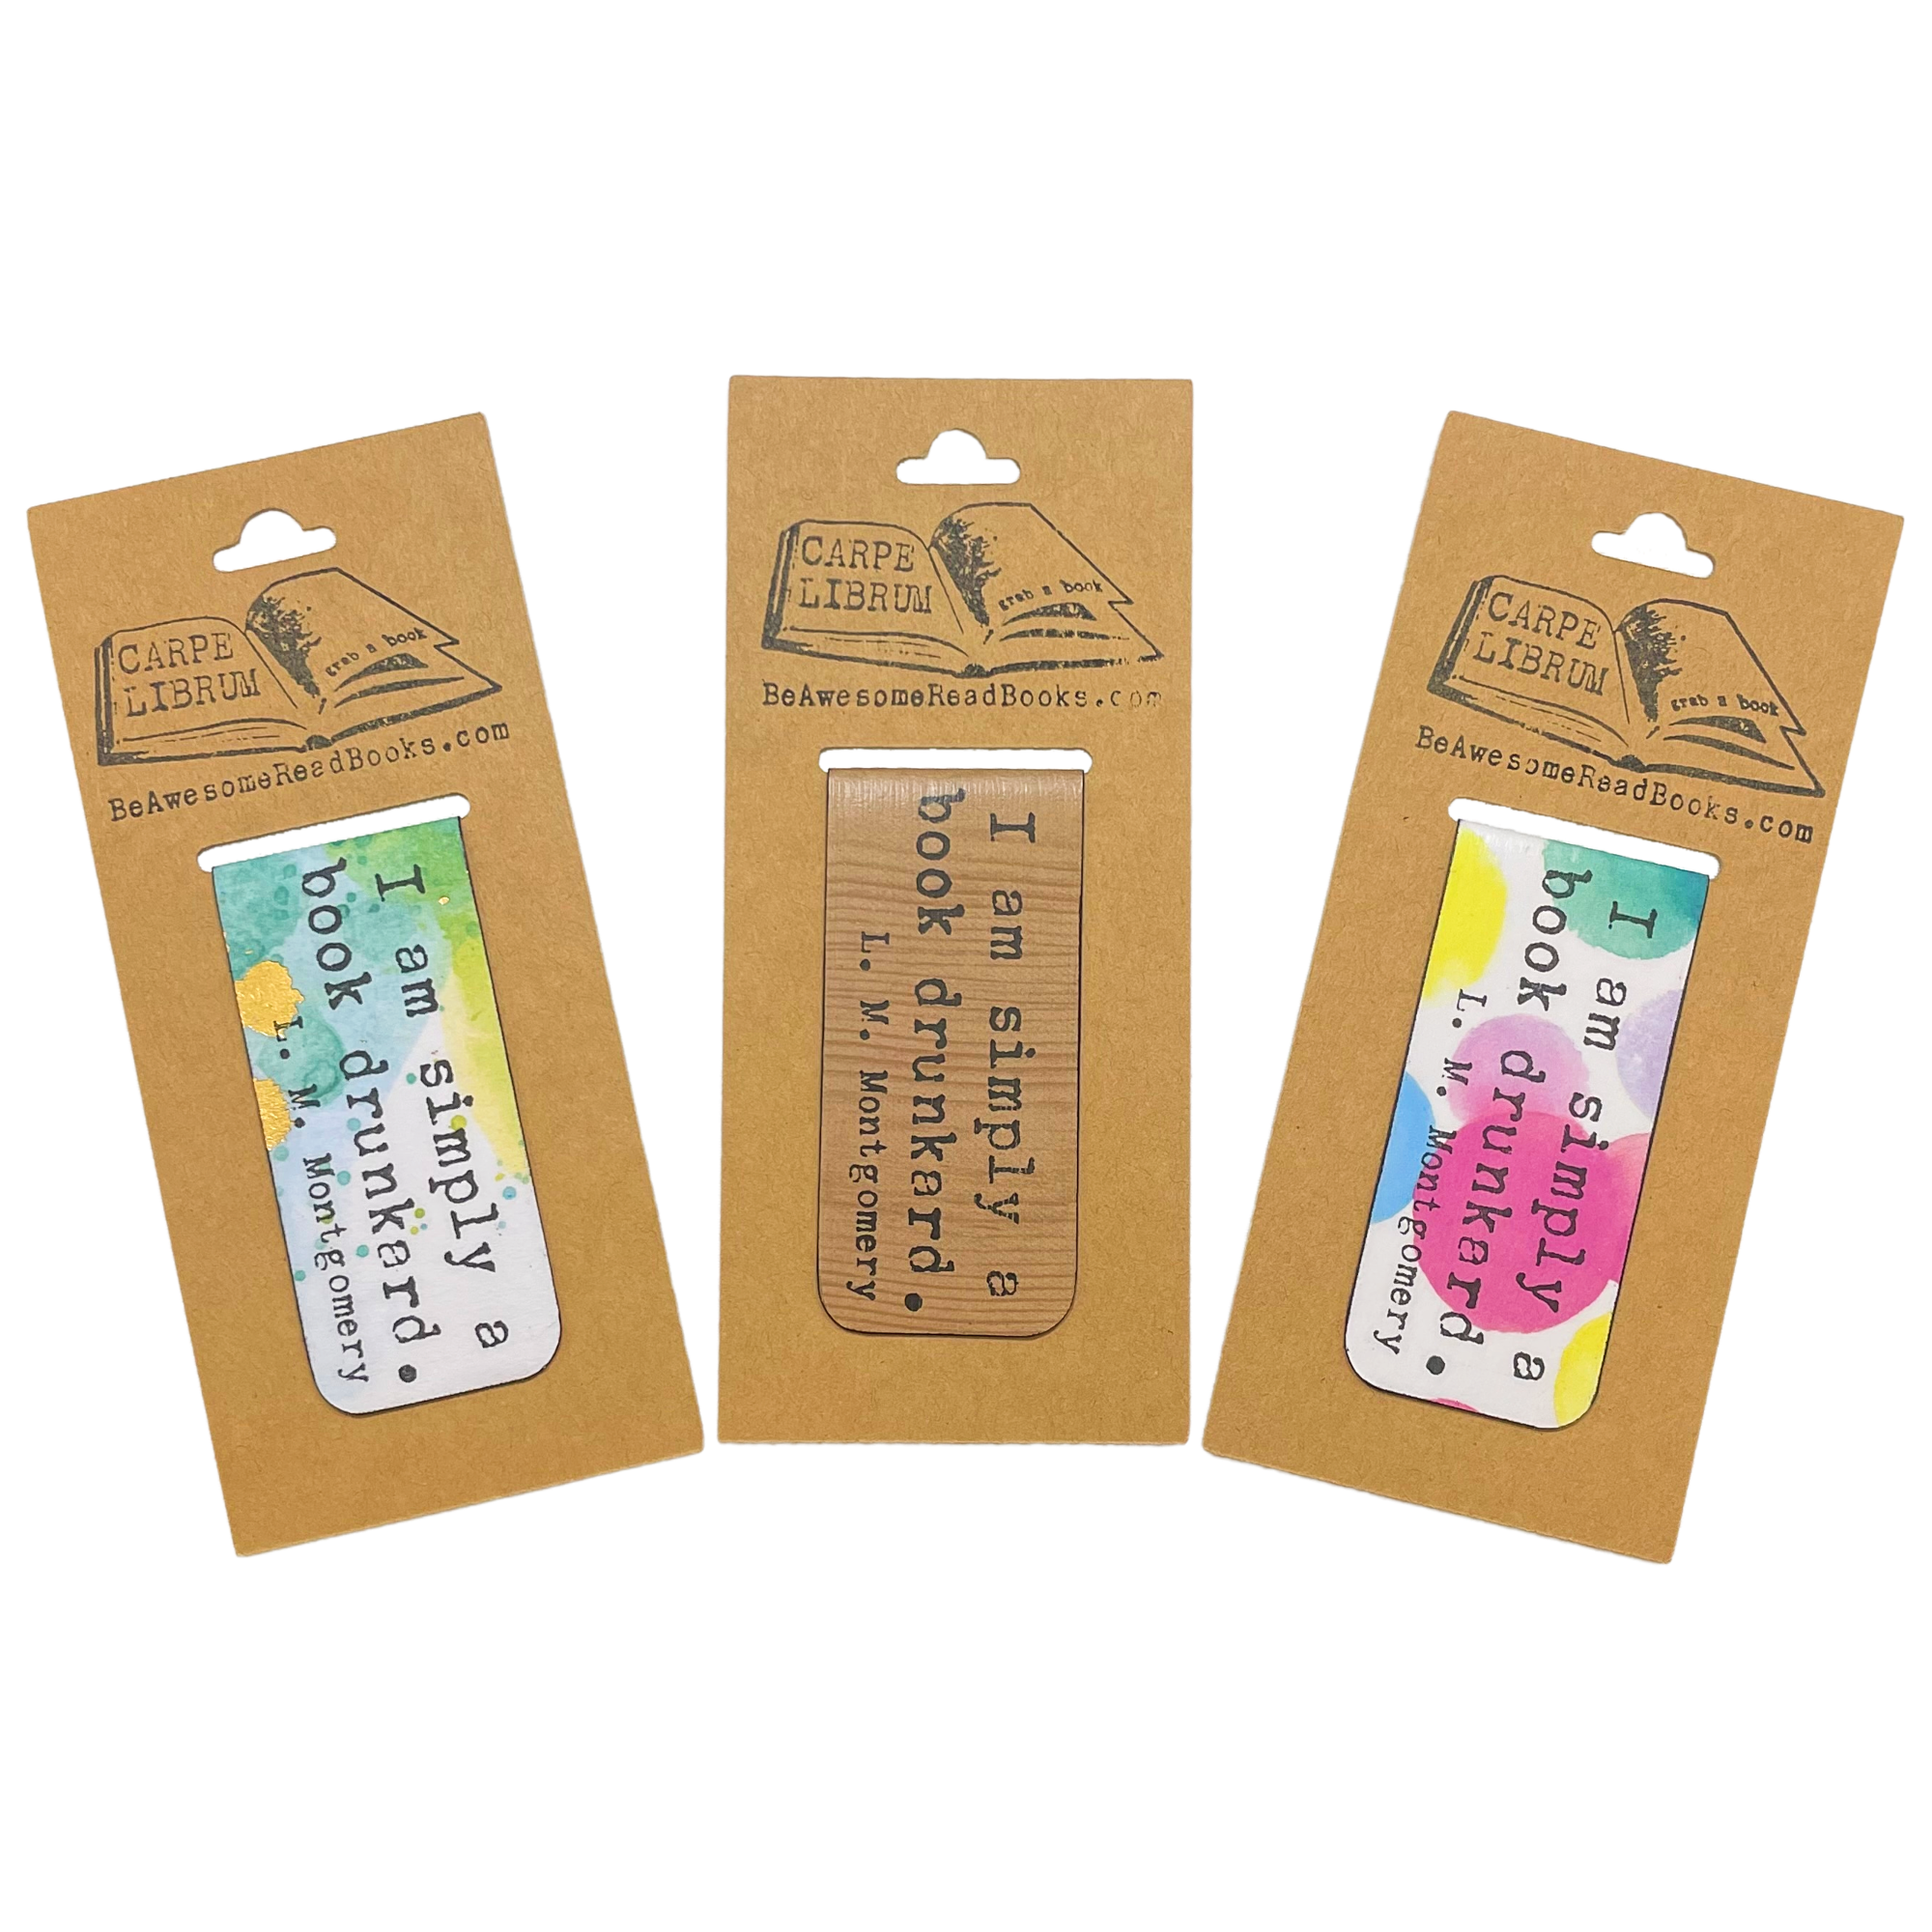 CARPE
LIBRUM
grab a book
BeAwesomeReadBooks.com
I am simply a
book drunkard.
L. M. Montgomery
CARPE
LIBRUM
grab a book
BeAwesomeReadBooks.com
I am simply a
book drunkard.
L. M. Montgomery
CARPE
LIBRUM
grab a book
BeAwesomeReadBooks.com
I am simply a
book drunkard.
L. M. Montgomery